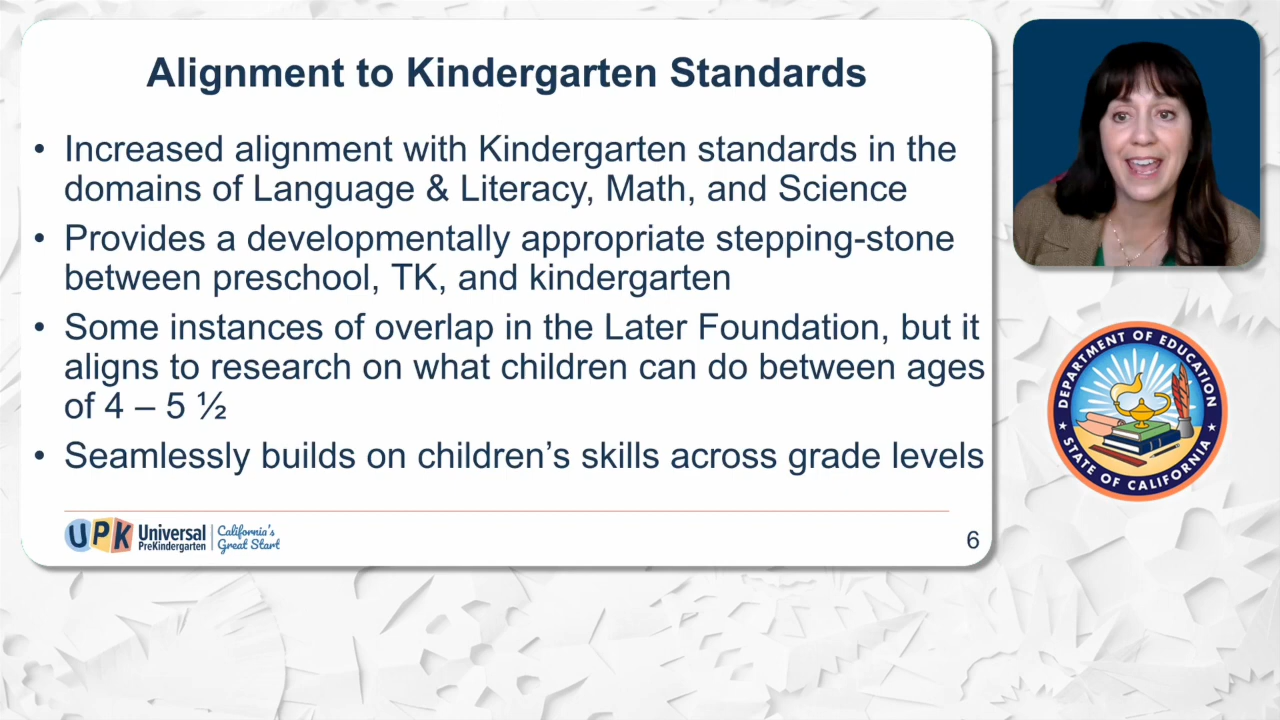 Alignment to Kindergarten Standards
• Increased alignment with Kindergarten standards in the
domains of Language & Literacy, Math, and Science
• Provides a developmentally appropriate stepping-stone
between preschool, TK, and kindergarten
• Some instances of overlap in the Later Foundation, but it
aligns to research on what children can do between ages
of 4 – 5 ½
• Seamlessly builds on children's skills across grade levels
UPK Universal
PreKindergarten
California's
Great Start
6
DEPARTMENT OF EDUCATION
STATE OF CALIFORNIA